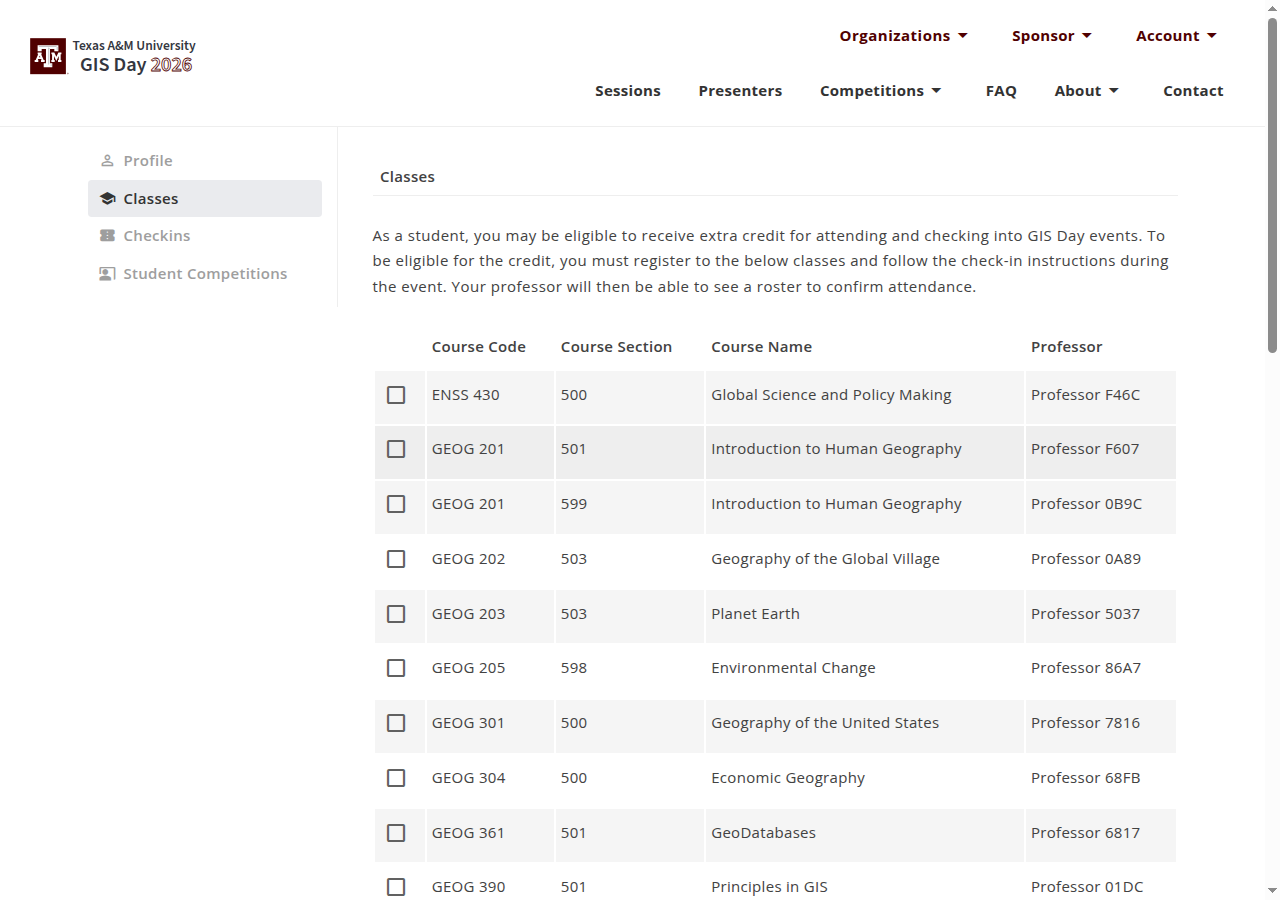 Texas A&M University
GIS Day 2026
Organizations
Sponsor
Account
Sessions
Presenters
Competitions
FAQ
About
Contact
Profile
Classes
Checkins
Student Competitions
Classes
As a student, you may be eligible to receive extra credit for attending and checking into GIS Day events. To
be eligible for the credit, you must register to the below classes and follow the check-in instructions during
the event. Your professor will then be able to see a roster to confirm attendance.
Course Code Course Section Course Name Professor
ENSS 430 500 Global Science and Policy Making Professor F46C
GEOG 201 501 Introduction to Human Geography Professor F607
GEOG 201 599 Introduction to Human Geography Professor 0B9C
GEOG 202 503 Geography of the Global Village Professor 0A89
GEOG 203 503 Planet Earth Professor 5037
GEOG 205 598 Environmental Change Professor 86A7
GEOG 301 500 Geography of the United States Professor 7816
GEOG 304 500 Economic Geography Professor 68FB
GEOG 361 501 GeoDatabases Professor 6817
GEOG 390 501 Principles in GIS Professor 01DC